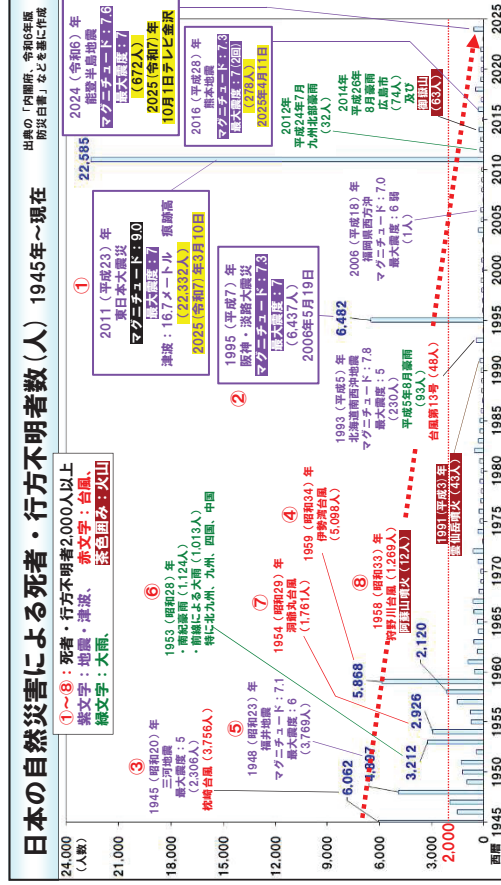 日本の自然災害による死者・行方不明者数(人) 1945年~現在
出典の「内閣府、令和6年版
防災白書」などを基に作成
①~⑧:死者・行方不明者2,000人以上
紫文字:地震・津波、 赤文字:台風、
緑文字:大雨、 茶色囲み:火山
24,000
(人数)
21,000
18,000
15,000
12,000
9,000
6,000
3,000
2,000
0
③
1945(昭和20)年
三河地震
最大震度:5
(2,306人)
枕崎台風(3,756人)
6,062
⑤
1948(昭和23)年
福井地震
マグニチュード:7.1
最大震度:6
(3,769人)
4,897
⑥
1953(昭和28)年
・南紀豪雨(1,124人)
・前線による大雨(1,013人)
特に北九州、九州、四国、中国
3,212
⑦
1954(昭和29)年
洞爺丸台風
(1,761人)
2,926
④
1959(昭和34)年
伊勢湾台風
(5,098人)
5,868
⑧
1958(昭和33)年
狩野川台風(1,269人)
阿蘇山噴火(12人)
2,120
1991(平成3)年
雲仙岳噴火(43人)
1993(平成5)年
北海道南西沖地震
マグニチュード:7.8
最大震度:5
(230人)
平成5年8月豪雨
(93人)
台風第13号(48人)
②
1995(平成7)年
阪神・淡路大震災
マグニチュード:7.3
最大震度:7
(6,437人)
2006年5月19日
6,482
①
2011(平成23)年
東日本大震災
マグニチュード:9.0
最大震度:7
津波:16.7メートル 痕跡高
(22,332人)
2025(令和7)年3月10日
22,585
2006(平成18)年
福岡県西方沖
マグニチュード:7.0
最大震度:6弱
(1人)
2012年
平成24年7月
九州北部豪雨
(32人)
2014年
平成26年
8月豪雨
広島市
(74人)
及び
御嶽山
(63人)
2016(平成28)年
熊本地震
マグニチュード:7.3
最大震度:7(2回)
(278人)
2025年4月11日
2024(令和6)年
能登半島地震
マグニチュード:7.6
最大震度:7
(672人)
2025(令和7)年
10月1日テレビ金沢
西暦 1945 1950 1955 1960 1965 1970 1975 1980 1985 1990 1995 2000 2005 2010 2015 2020 2025